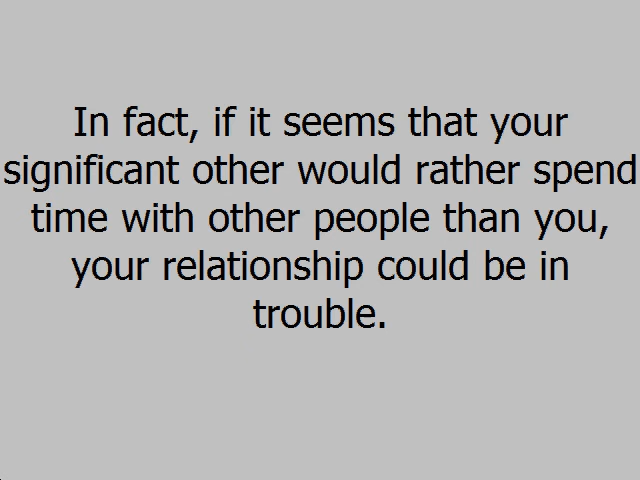 In fact, if it seems that your
significant other would rather spend
time with other people than you,
your relationship could be in
trouble.